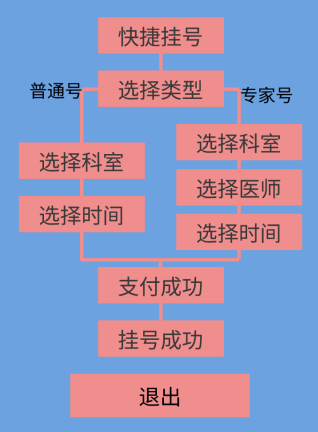 快捷挂号
选择类型
普通号
专家号
选择科室
选择时间
选择科室
选择医师
选择时间
支付成功
挂号成功
退出